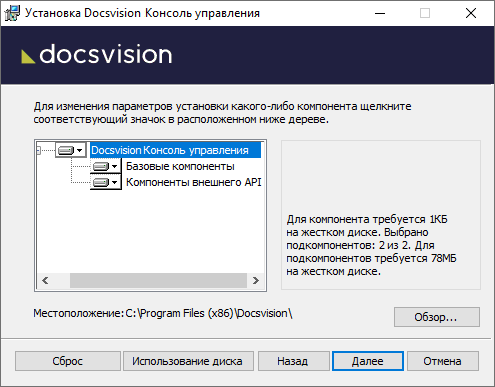 Установка Docsvision Консоль управления
docsvision
Для изменения параметров установки какого-либо компонента щелкните
соответствующий значок в расположенном ниже дереве.
Docsvision Консоль управления
Базовые компоненты
Компоненты внешнего API
Для компонента требуется 1КБ
на жестком диске. Выбрано
подкомпонентов: 2 из 2. Для
подкомпонентов требуется 78МБ
на жестком диске.
Местоположение: C:\Program Files (x86)\Docsvision\
Обзор...
Сброс Использование диска Назад Далее Отмена